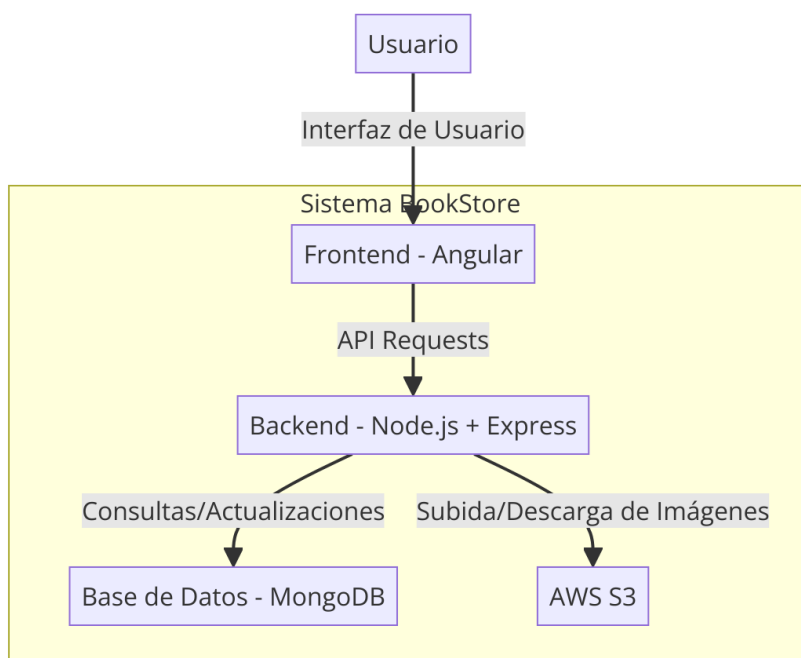 Usuario
Interfaz de Usuario
Sistema BookStore
Frontend - Angular
API Requests
Backend - Node.js + Express
Consultas/Actualizaciones
Subida/Descarga de Imágenes
Base de Datos - MongoDB
AWS S3